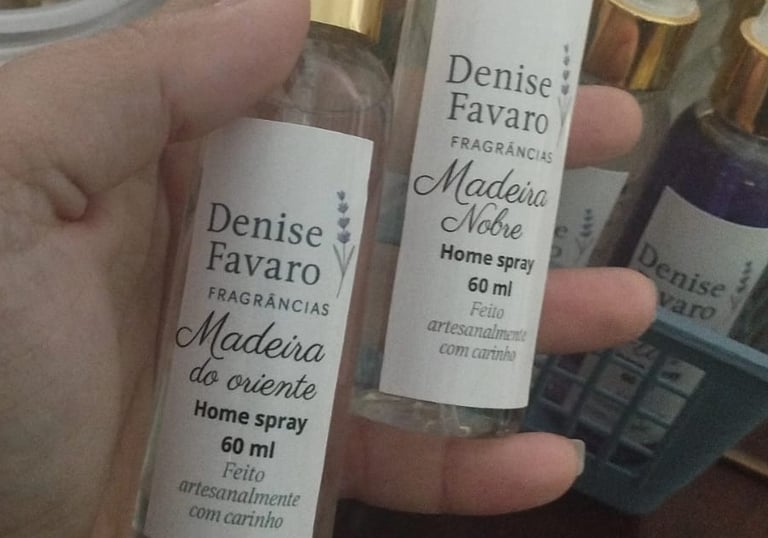 Denise
Favaro
FRAGRÂNCIAS
Madeira
do oriente
Home spray
60 ml
Feito
artesanalmente
com carinho
Denise
Favaro
FRAGRÂNCIAS
Madeira
Nobre
Home spray
60 ml
Feito
artesanalmente
com carinho
Denise
Favaro